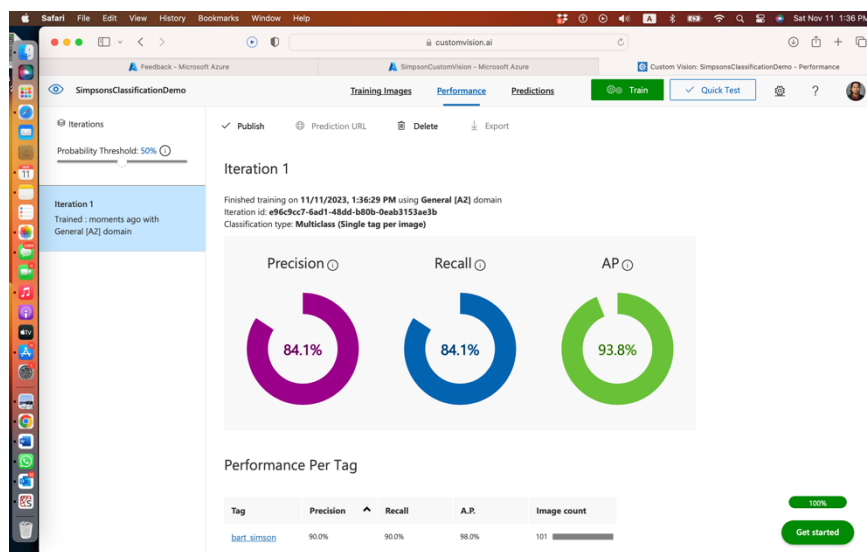 Safari File Edit View History Bookmarks Window Help
A
Sat Nov 11 1:36 PM
customvision.ai
Feedback - Microsoft Azure
SimpsonCustomVision - Microsoft Azure
Custom Vision: SimpsonsClassificationDemo - Performance
SimpsonsClassificationDemo
Training Images Performance Predictions
Train
Quick Test
?
Iterations
Probability Threshold: 50%
Iteration 1
Trained : moments ago with
General [A2] domain
Publish Prediction URL Delete Export
Iteration 1
Finished training on 11/11/2023, 1:36:29 PM using General [A2] domain
Iteration id: e96c9cc7-6ad1-48dd-b80b-0eab3153ae3b
Classification type: Multiclass (Single tag per image)
Precision Recall AP
84.1% 84.1% 93.8%
Performance Per Tag
Tag Precision Recall A.P. Image count
bart_simson 90.0% 90.0% 98.0% 101
100%
Get started
11
tv